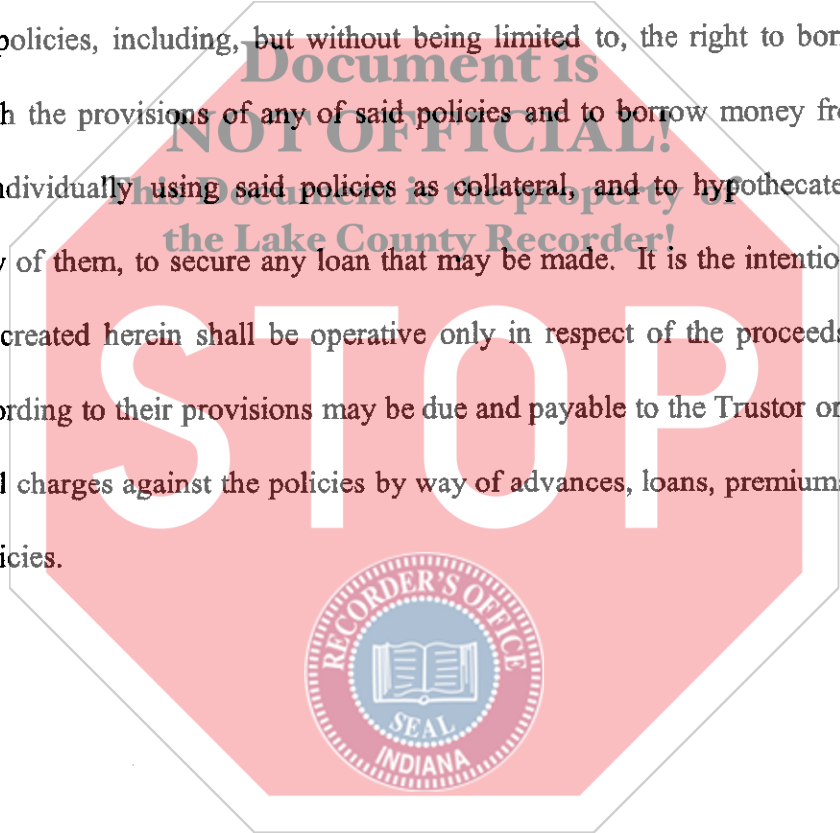 policies, including, but without being limited to, the right to bor
Document is
h the provisions of any of said policies and to borrow money fr
NOT OFFICIAL!
ndividually using said policies as collateral, and to hypothecate
This Document is the property of
the Lake County Recorder!
of them, to secure any loan that may be made. It is the intentio
created herein shall be operative only in respect of the proceeds
STOP
ording to their provisions may be due and payable to the Trustor or
l charges against the policies by way of advances, loans, premiums
icies.
RECORDER'S OFFICE
SEAL
INDIANA